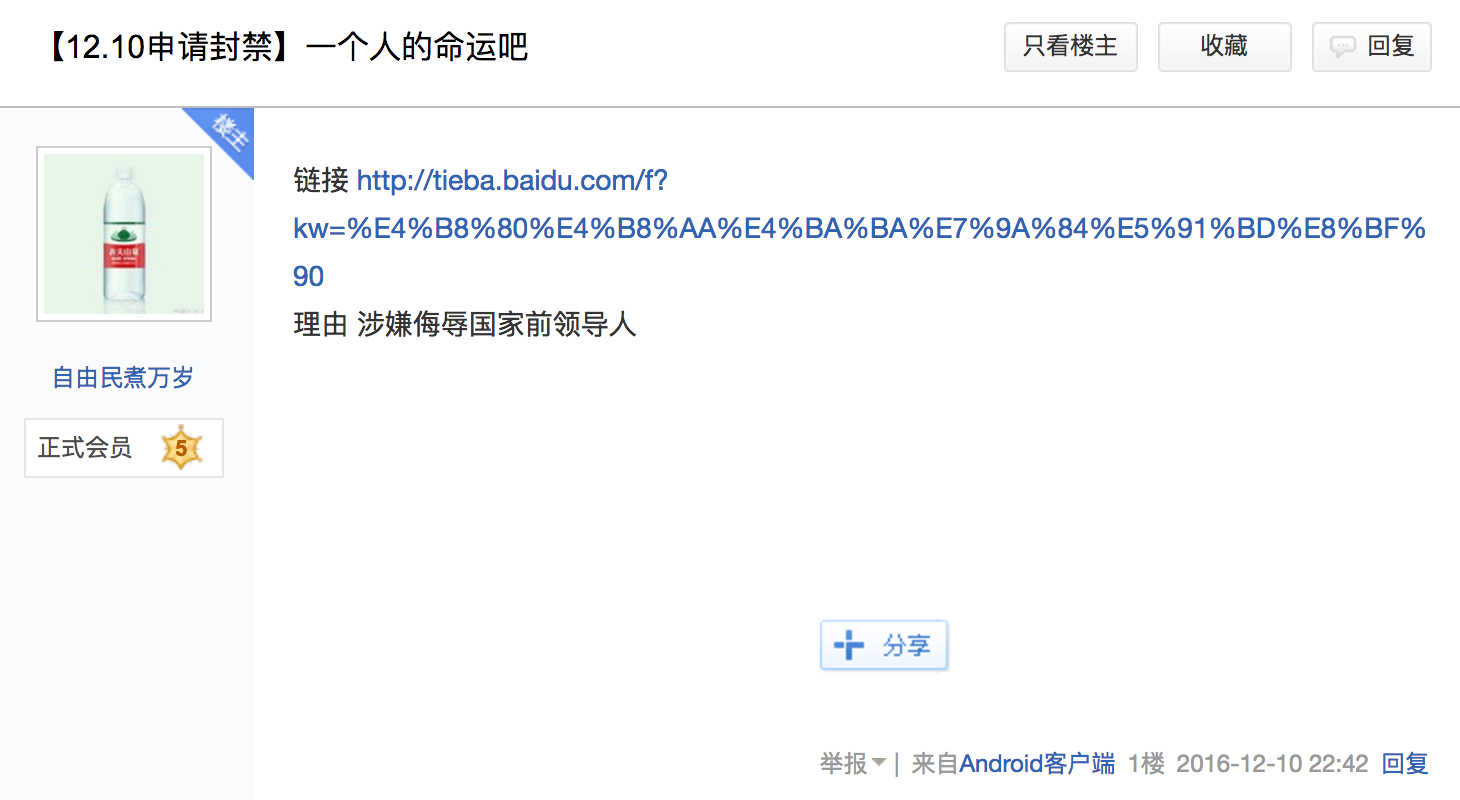 【12.10申请封禁】一个人的命运吧
只看楼主
收藏
回复
楼主
自由民煮万岁
正式会员
5
链接 http://tieba.baidu.com/f?
kw=%E4%B8%80%E4%B8%AA%E4%BA%BA%E7%9A%84%E5%91%BD%E8%BF%
90
理由 涉嫌侮辱国家前领导人
分享
举报 | 来自Android客户端 1楼 2016-12-10 22:42 回复